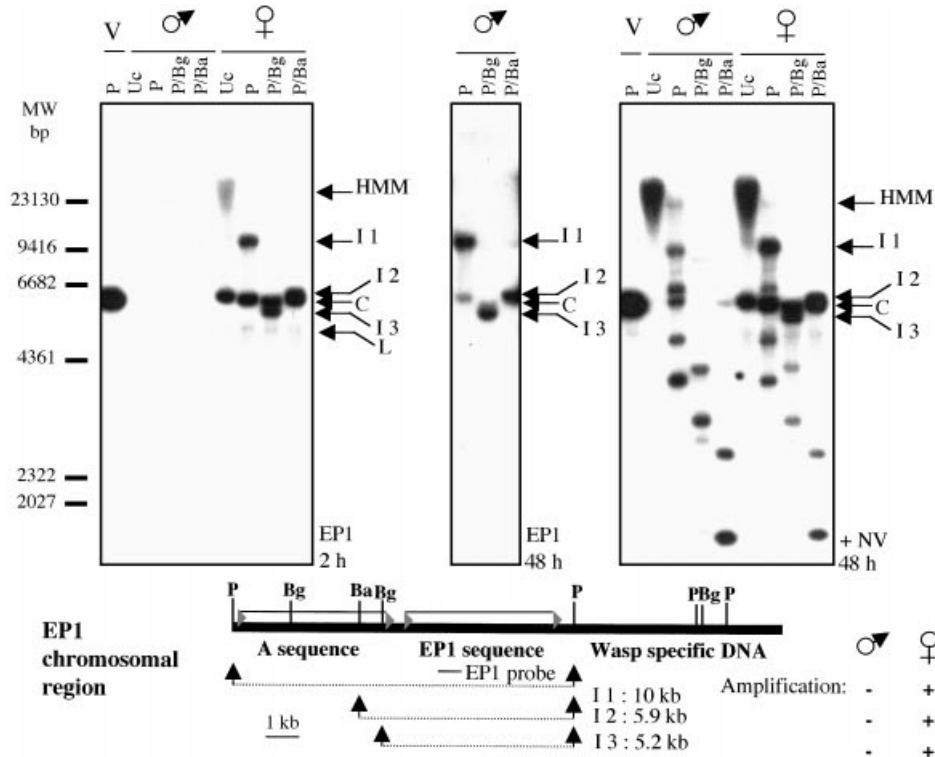 V ♂ ♀ ♂ V ♂ ♀
P Uc P P/Bg P/Ba Uc P P/Bg P/Ba P P/Bg P/Ba P Uc P P/Bg P/Ba Uc P P/Bg P/Ba
MW
bp
23130
9416
6682
4361
2322
2027
HMM
I 1
I 2
C
I 3
L
EP1
2 h
I 1
I 2
C
I 3
EP1
48 h
HMM
I 1
I 2
C
I 3
+ NV
48 h
P Bg Ba Bg P P Bg P
EP1
chromosomal
region
A sequence EP1 sequence Wasp specific DNA
EP1 probe
I 1 : 10 kb
I 2 : 5.9 kb
I 3 : 5.2 kb
1 kb
♂ ♀
Amplification: - +
- +
- +